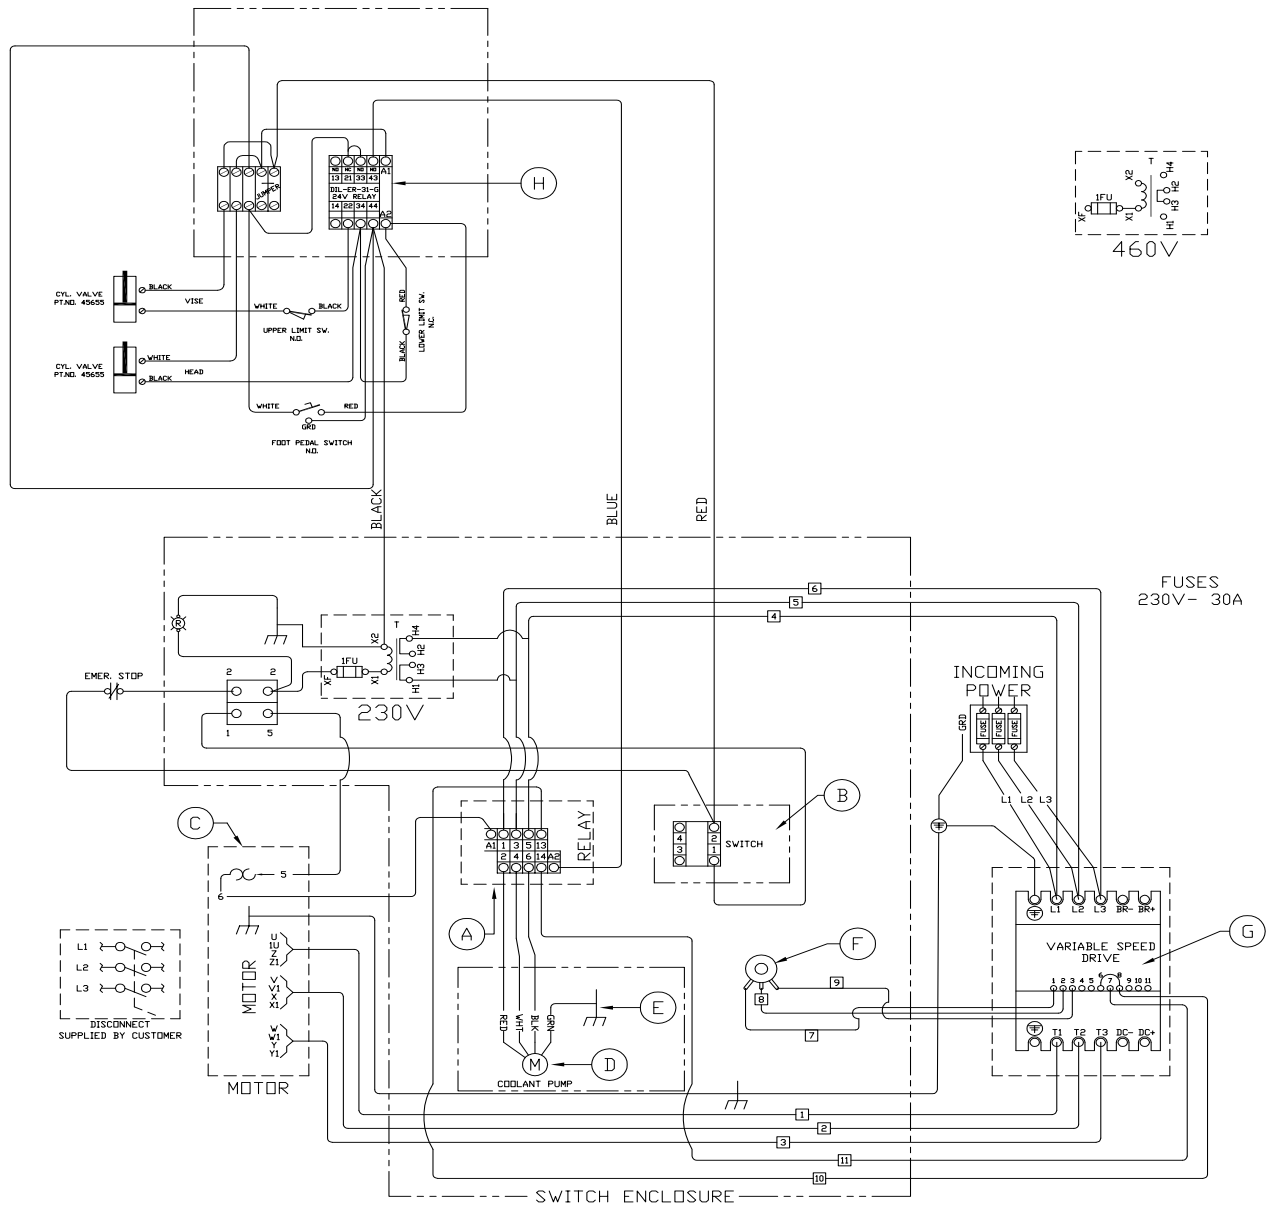 JUMPER
NO NC NO NO A1
13 21 33 43
DIL-ER-31-G
24V RELAY
14 22 34 44
A2
H
T
X2
H4
H2
1FU
XF
X1
H3
H1
460V
CYL. VALVE
PT.NO. 45655
BLACK
VISE
WHITE
BLACK
UPPER LIMIT SW.
N.O.
RED
BLACK
LOWER LIMIT SW.
N.C.
CYL. VALVE
PT.NO. 45655
WHITE
HEAD
BLACK
WHITE
RED
GRD
FOOT PEDAL SWITCH
N.O.
BLACK
BLUE
RED
FUSES
230V- 30A
6
5
4
R
T
X2
H4
H2
H3
H1
1FU
XF
X1
230V
EMER. STOP
2 2
1 5
INCOMING
POWER
GRD
FUSE FUSE FUSE
L1 L2 L3
B
4 2
3 1
SWITCH
RELAY
A1 1 3 5 13
2 4 6 14 A2
A
C
5
6
U
1U
Z
Z1
V
V1
X
X1
W
W1
Y
Y1
MOTOR
MOTOR
L1
L2
L3
DISCONNECT
SUPPLIED BY CUSTOMER
RED
WHT
BLK
GRN
E
M
D
COOLANT PUMP
F
9
8
7
L1 L2 L3 BR- BR+
VARIABLE SPEED
DRIVE
G
6 8
1 2 3 4 5 7 9 10 11
T1 T2 T3 DC- DC+
1
2
3
11
10
SWITCH ENCLOSURE